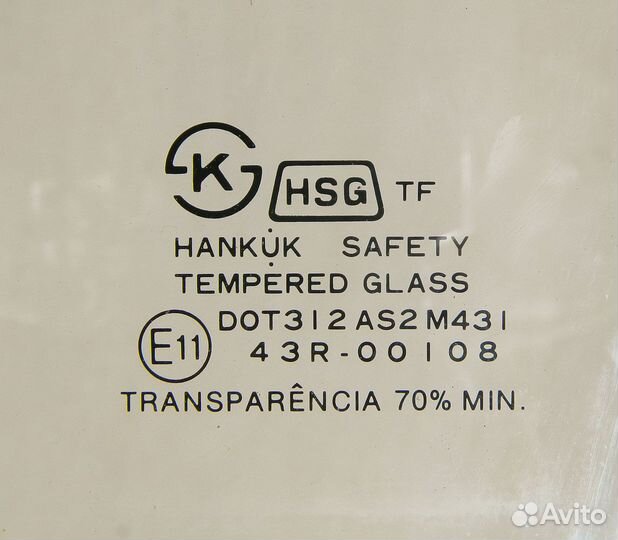 K HSG TF
HANKUK SAFETY
TEMPERED GLASS
DOT312 AS2 M431
E11 43R-00108
TRANSPARÊNCIA 70% MIN.
Avito